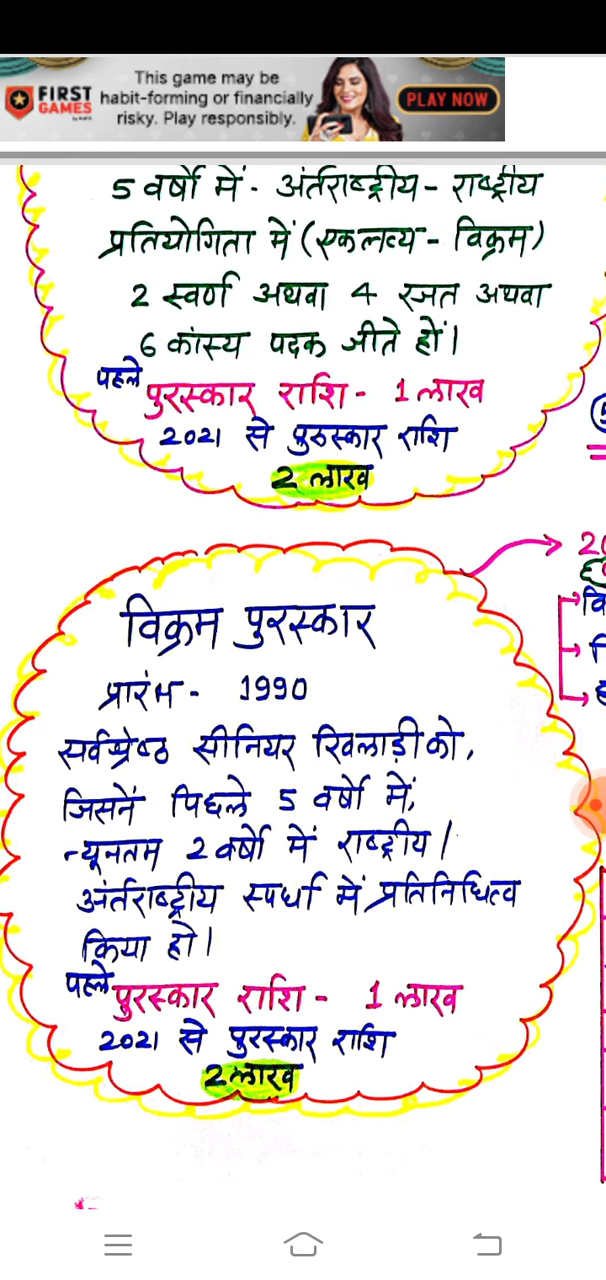 This game may be
FIRST GAMES
habit-forming or financially
risky. Play responsibly.
PLAY NOW
5 वर्षो में - अंर्तराष्ट्रीय - राष्ट्रीय
प्रतियोगिता में (एकलव्य - विक्रम)
2 स्वर्ण अथवा 4 रजत अथवा
6 कांस्य पदक जीते हों।
पहले पुरस्कार राशि - 1 लाख
2021 से पुरुस्कार राशि
2 लाख
विक्रम पुरस्कार
प्रारंभ - 1990
सर्वश्रेष्ठ सीनियर खिलाड़ी को,
जिसनें पिछले 5 वर्षो में,
न्यूनतम 2 वर्षो में राष्ट्रीय /
अंर्तराष्ट्रीय स्पर्धा में प्रतिनिधित्व
किया हो।
पहले पुरस्कार राशि - 1 लाख
2021 से पुरस्कार राशि
2 लाख